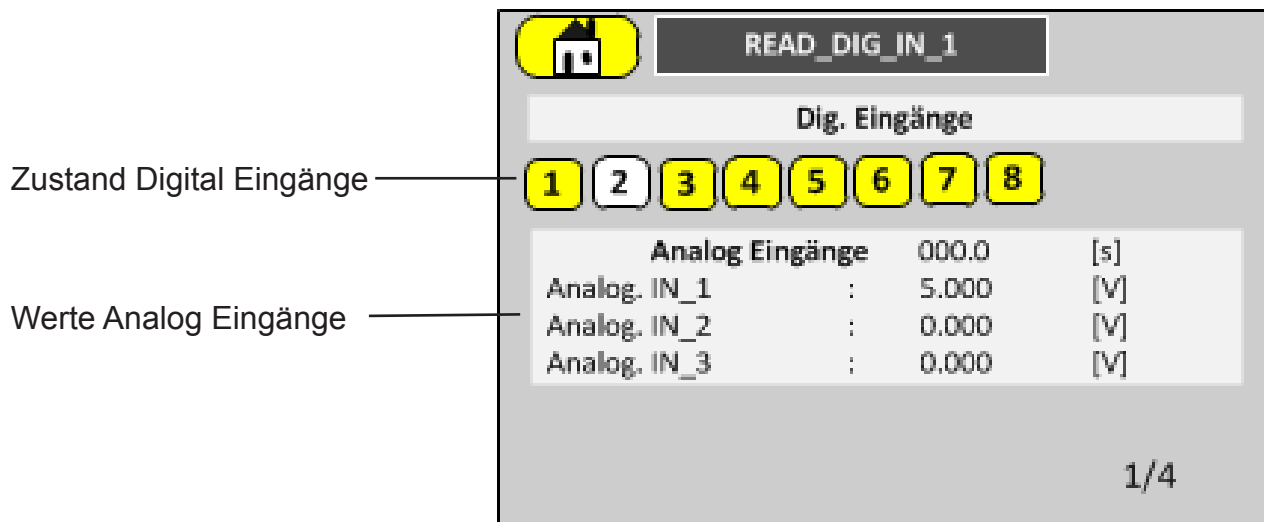 READ_DIG_IN_1
Dig. Eingänge
Zustand Digital Eingänge
1 2 3 4 5 6 7 8
Analog Eingänge 000.0 [s]
Analog. IN_1 : 5.000 [V]
Werte Analog Eingänge
Analog. IN_2 : 0.000 [V]
Analog. IN_3 : 0.000 [V]
1/4